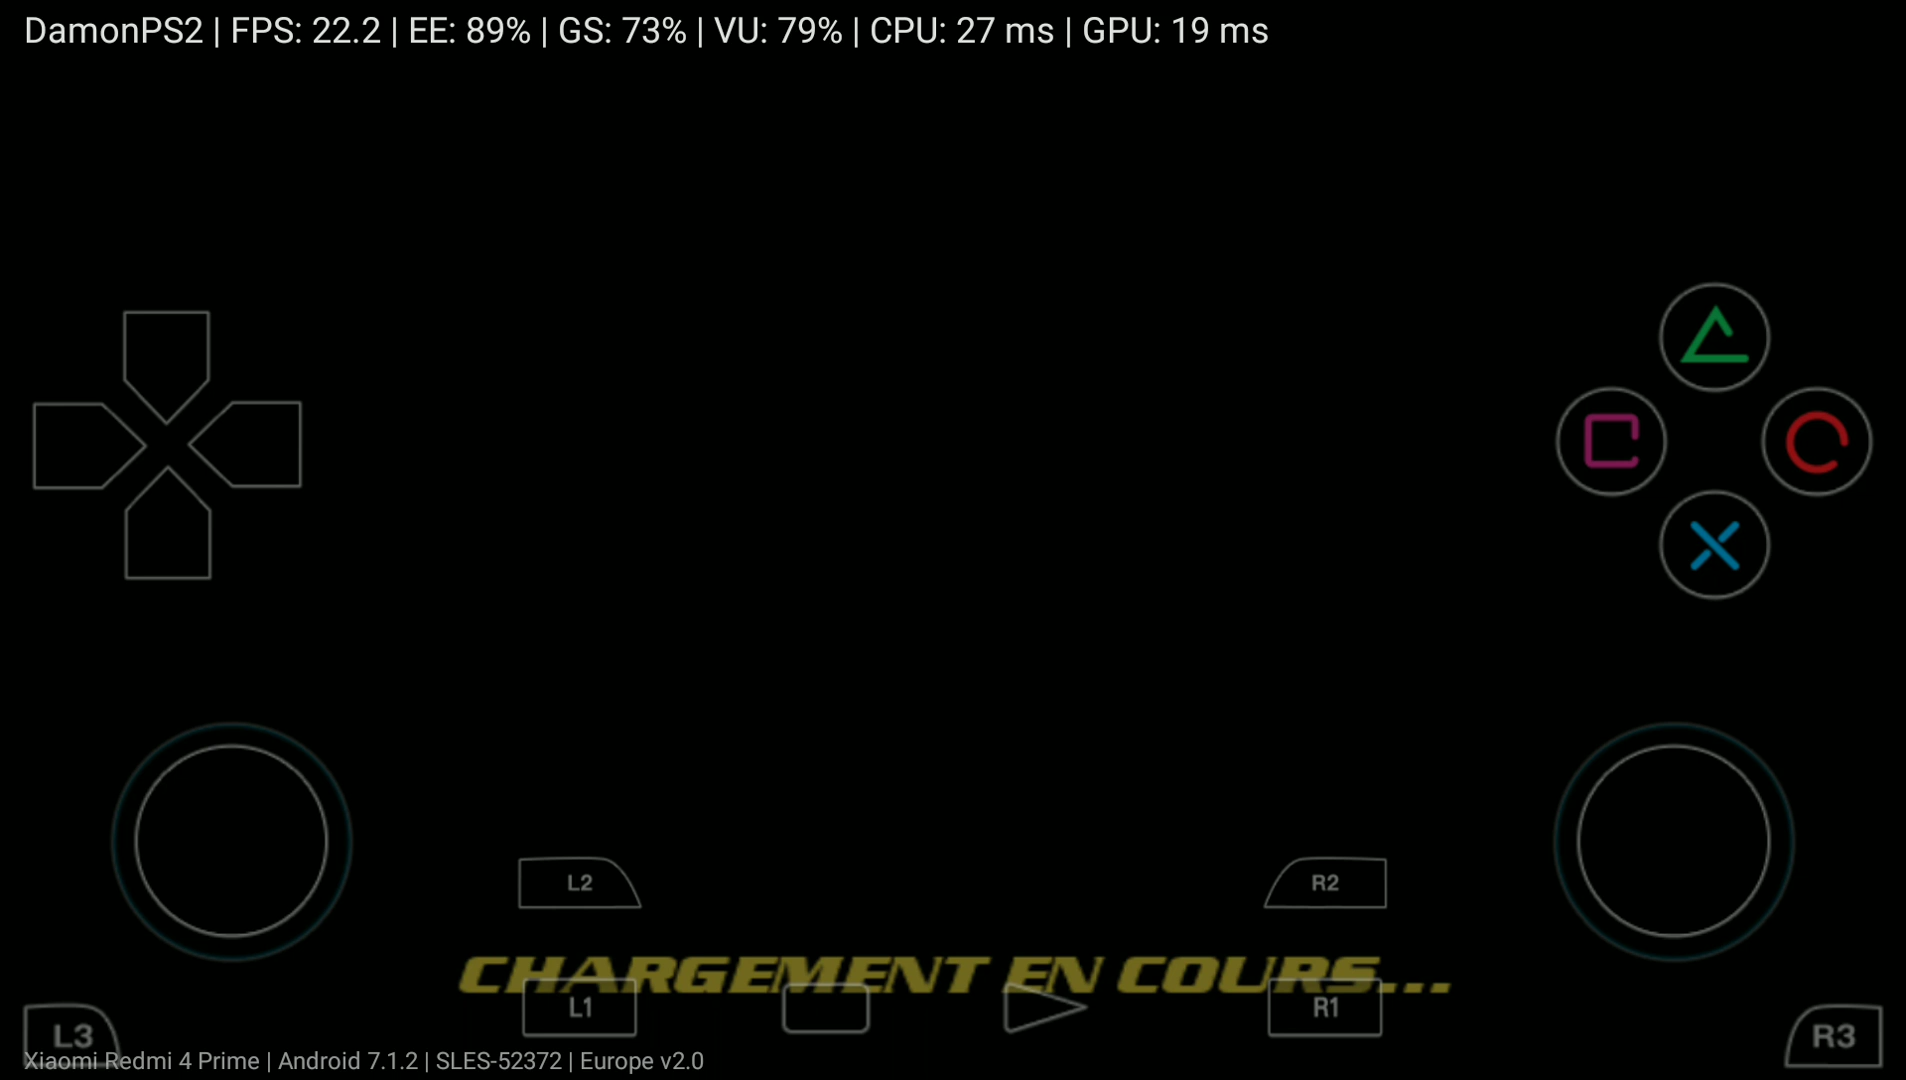 DamonPS2 | FPS: 22.2 | EE: 89% | GS: 73% | VU: 79% | CPU: 27 ms | GPU: 19 ms
L2
R2
CHARGEMENT EN COURS...
L1
R1
L3
R3
Xiaomi Redmi 4 Prime | Android 7.1.2 | SLES-52372 | Europe v2.0